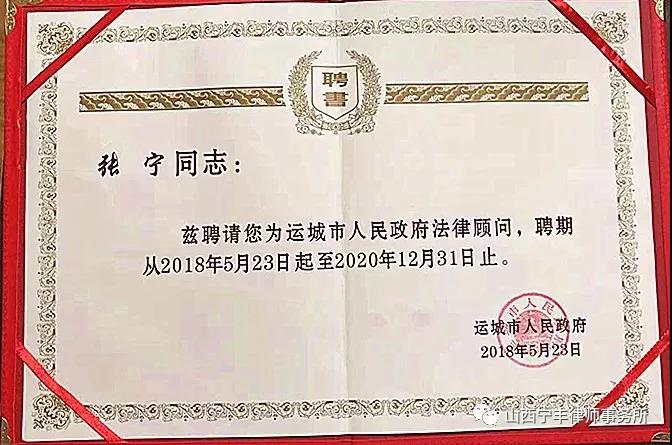 聘
書
张宁同志：
兹聘请您为运城市人民政府法律顾问，聘期
从2018年5月23日起至2020年12月31日止。
运城市人民政府
2018年5月23日
山西宁丰律师事务所